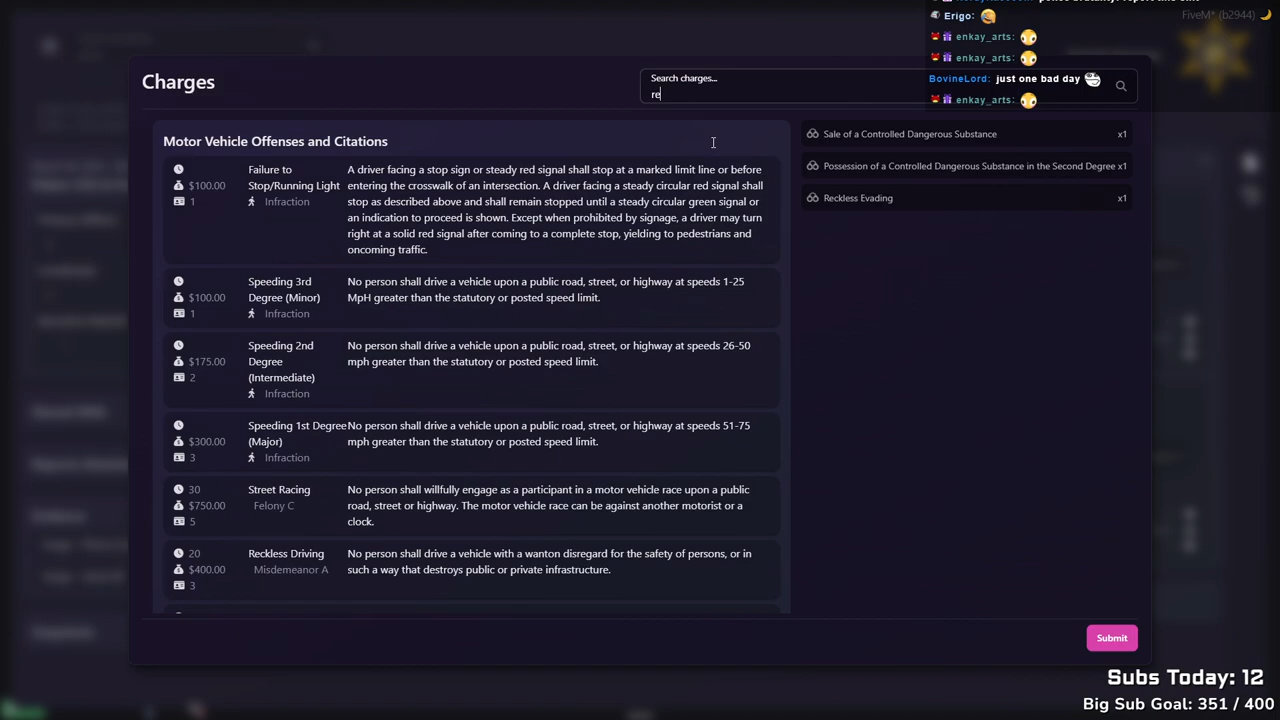 FiveM* (b2944)
Erigo:
enkay_arts:
enkay_arts:
BovineLord: just one bad day
enkay_arts:
Charges
Search charges...
re
Motor Vehicle Offenses and Citations
$100.00
1
Failure to
Stop/Running Light
Infraction
A driver facing a stop sign or steady red signal shall stop at a marked limit line or before
entering the crosswalk of an intersection. A driver facing a steady circular red signal shall
stop as described above and shall remain stopped until a steady circular green signal or
an indication to proceed is shown. Except when prohibited by signage, a driver may turn
right at a solid red signal after coming to a complete stop, yielding to pedestrians and
oncoming traffic.
$100.00
1
Speeding 3rd
Degree (Minor)
Infraction
No person shall drive a vehicle upon a public road, street, or highway at speeds 1-25
MpH greater than the statutory or posted speed limit.
$175.00
2
Speeding 2nd
Degree
(Intermediate)
Infraction
No person shall drive a vehicle upon a public road, street, or highway at speeds 26-50
mph greater than the statutory or posted speed limit.
$300.00
3
Speeding 1st Degree
(Major)
Infraction
No person shall drive a vehicle upon a public road, street, or highway at speeds 51-75
mph greater than the statutory or posted speed limit.
30
$750.00
5
Street Racing
Felony C
No person shall willfully engage as a participant in a motor vehicle race upon a public
road, street or highway. The motor vehicle race can be against another motorist or a
clock.
20
$400.00
3
Reckless Driving
Misdemeanor A
No person shall drive a vehicle with a wanton disregard for the safety of persons, or in
such a way that destroys public or private infrastructure.
Sale of a Controlled Dangerous Substance x1
Possession of a Controlled Dangerous Substance in the Second Degree x1
Reckless Evading x1
Submit
Subs Today: 12
Big Sub Goal: 351 / 400